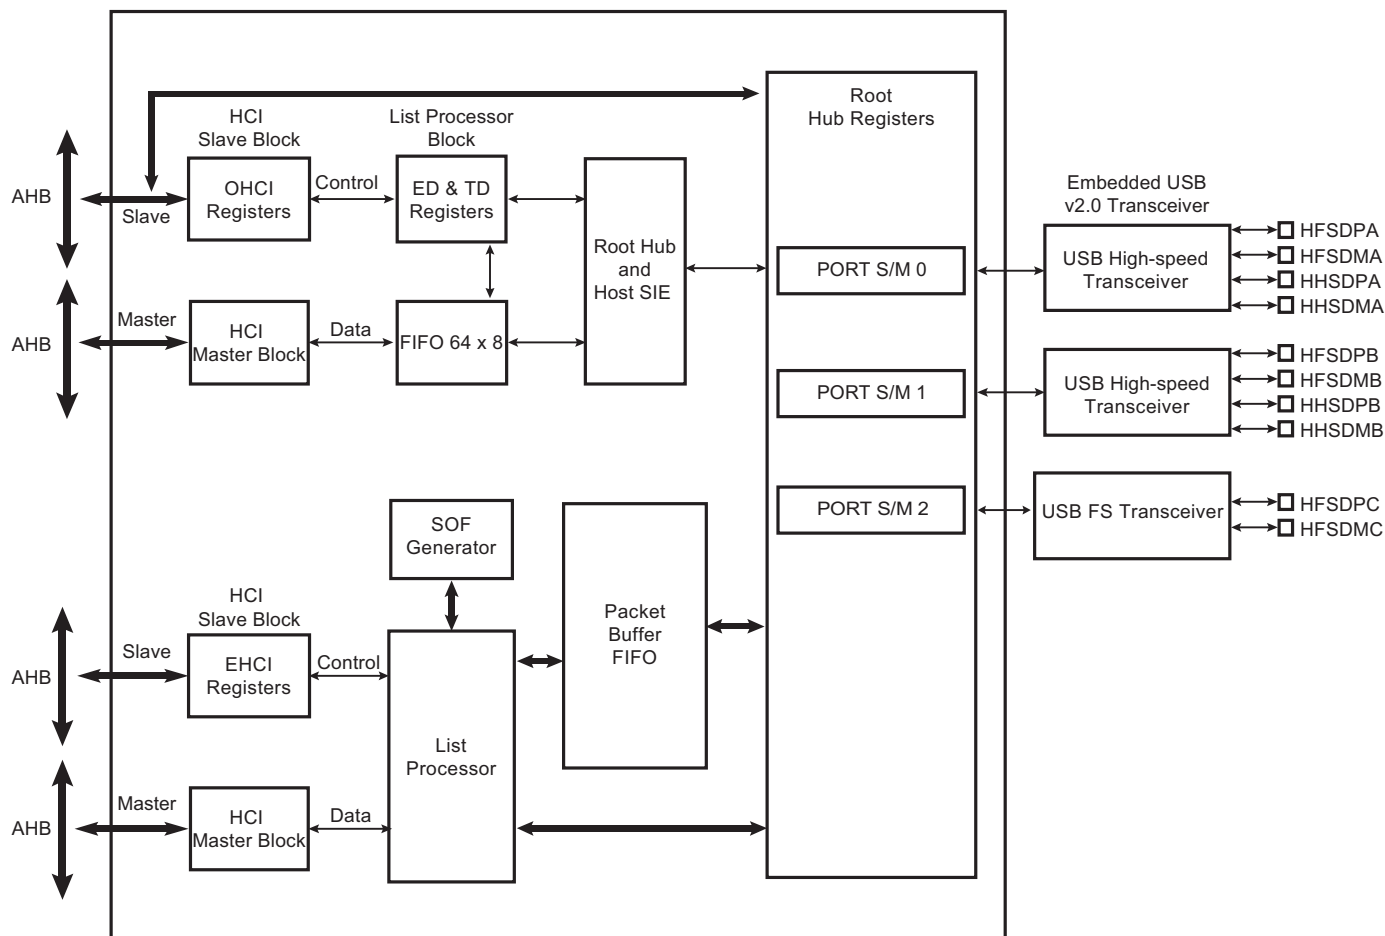 Root
Hub Registers
HCI
Slave Block
List Processor
Block
AHB
Slave
OHCI
Registers
Control
ED & TD
Registers
Root Hub
and
Host SIE
PORT S/M 0
Embedded USB
v2.0 Transceiver
USB High-speed
Transceiver
HFSDPA
HFSDMA
HHSDPA
HHSDMA
AHB
Master
HCI
Master Block
Data
FIFO 64 x 8
PORT S/M 1
USB High-speed
Transceiver
HFSDPB
HFSDMB
HHSDPB
HHSDMB
PORT S/M 2
USB FS Transceiver
HFSDPC
HFSDMC
SOF
Generator
HCI
Slave Block
AHB
Slave
EHCI
Registers
Control
Packet
Buffer
FIFO
List
Processor
AHB
Master
HCI
Master Block
Data